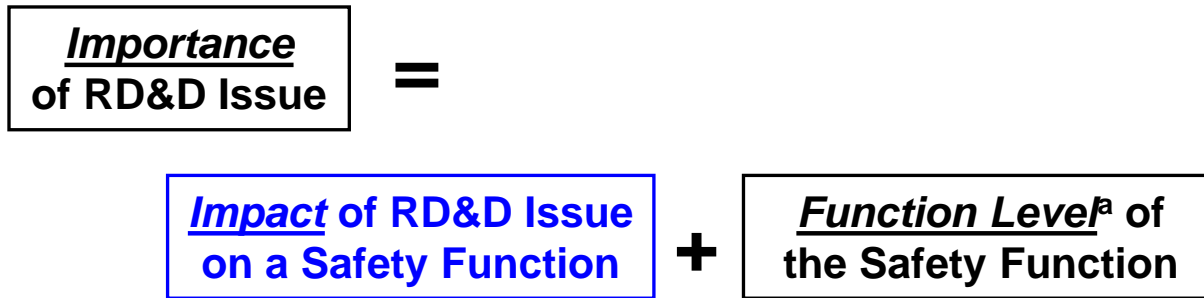 Importance
of RD&D Issue
=
Impact of RD&D Issue
on a Safety Function
+
Function Levelᵃ of
the Safety Function